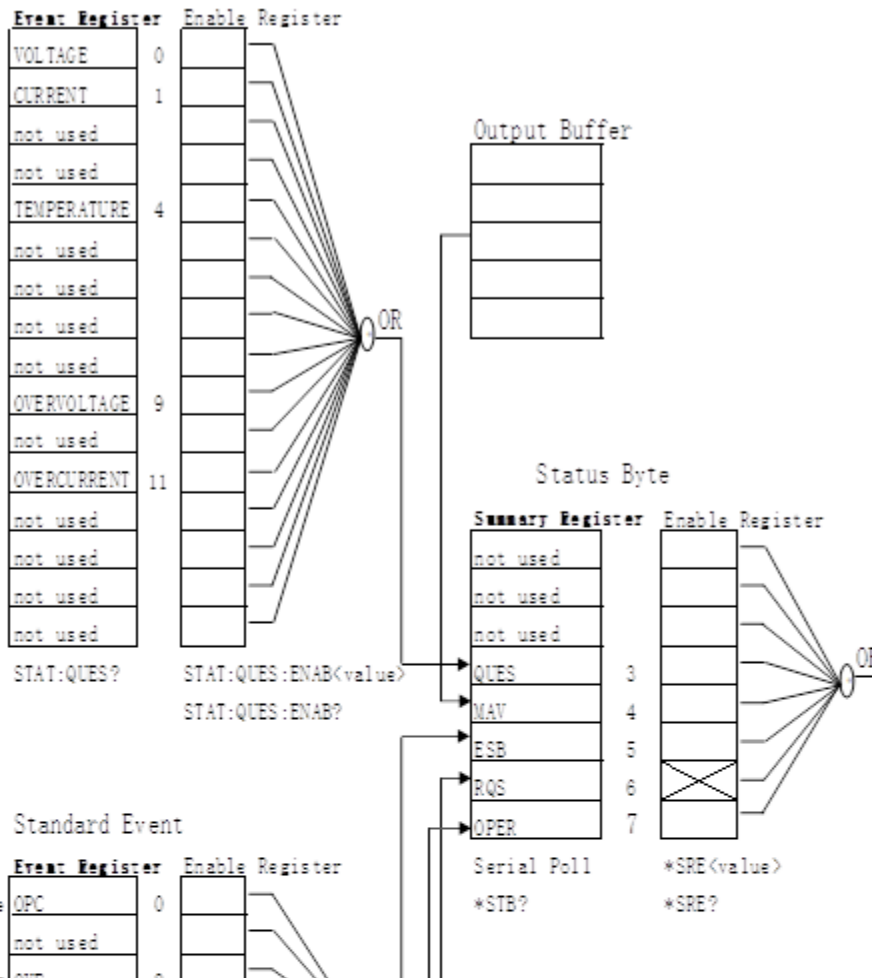 Event Register Enable Register
VOLTAGE 0
CURRENT 1
not used
not used
TEMPERATURE 4
not used
not used
not used
not used
OVERVOLTAGE 9
not used
OVERCURRENT 11
not used
not used
not used
not used
STAT:QUES? STAT:QUES:ENAB<value>
STAT:QUES:ENAB?
OR
Output Buffer
Status Byte
Summary Register Enable Register
not used
not used
not used
QUES 3
MAV 4
ESB 5
RQS 6
OPER 7
Serial Poll *SRE<value>
*STB? *SRE?
Standard Event
Event Register Enable Register
OPC 0
not used